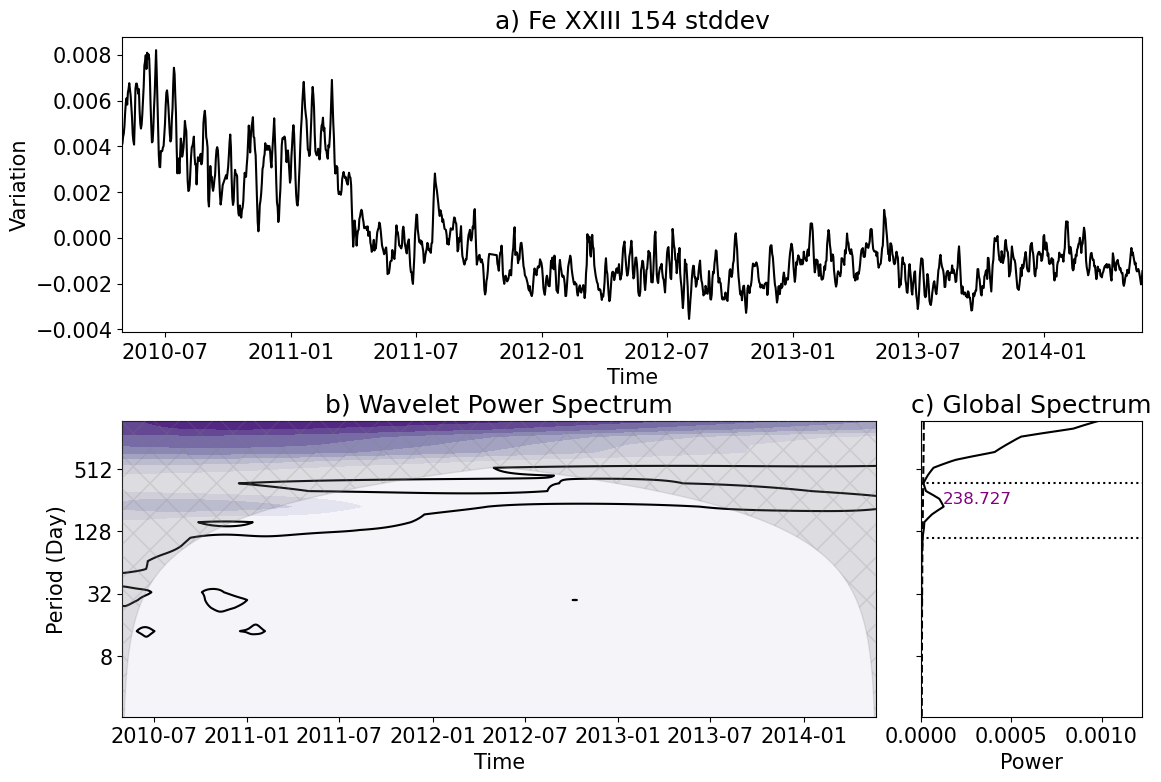 a) Fe XXIII 154 stddev
0.008
0.006
0.004
0.002
0.000
−0.002
−0.004
Variation
2010-07 2011-01 2011-07 2012-01 2012-07 2013-01 2013-07 2014-01
Time
b) Wavelet Power Spectrum
512
128
32
8
Period (Day)
2010-07 2011-01 2011-07 2012-01 2012-07 2013-01 2013-07 2014-01
Time
c) Global Spectrum
238.727
0.0000 0.0005 0.0010
Power